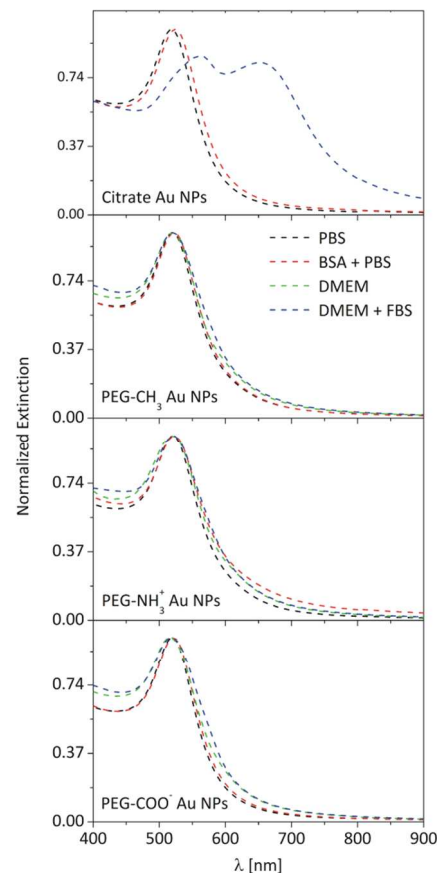 0.74
0.37
Citrate Au NPs
0.00
PBS
BSA + PBS
0.74
DMEM
DMEM + FBS
0.37
PEG-CH₃ Au NPs
0.00
Normalized Extinction
0.74
0.37
PEG-NH₃⁺ Au NPs
0.00
0.74
0.37
PEG-COO⁻ Au NPs
0.00
400 500 600 700 800 900
λ [nm]